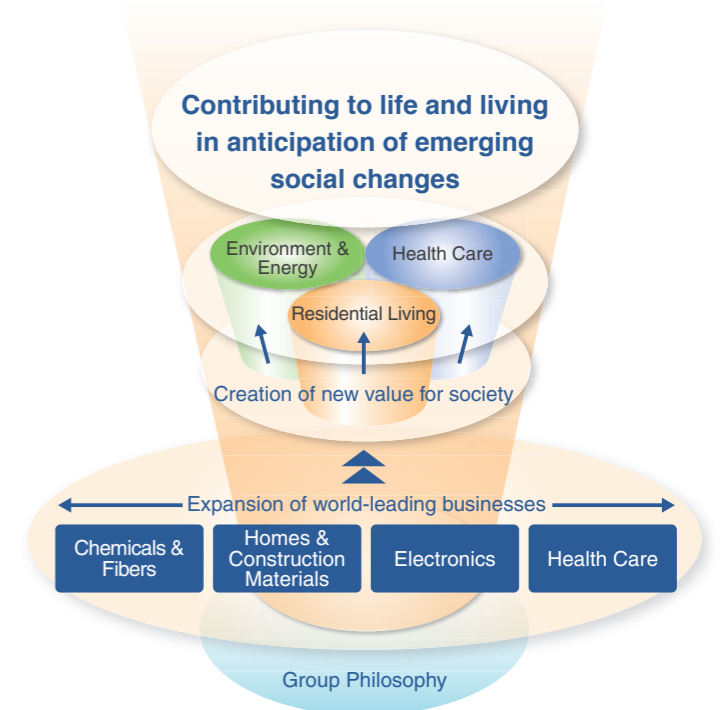 Contributing to life and living
in anticipation of emerging
social changes
Environment &
Energy
Health Care
Residential Living
Creation of new value for society
Expansion of world-leading businesses
Chemicals &
Fibers
Homes &
Construction
Materials
Electronics
Health Care
Group Philosophy